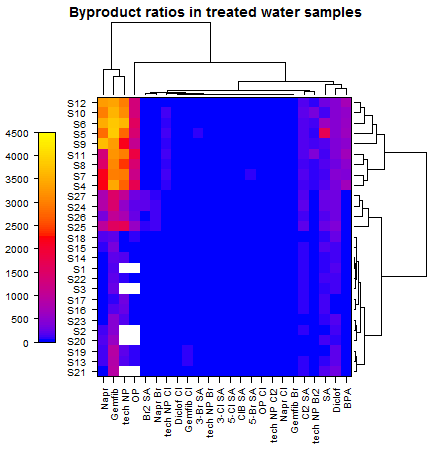 Byproduct ratios in treated water samples
4500
4000
3500
3000
2500
2000
1500
1000
500
0
S12
S10
S6
S5
S9
S11
S8
S7
S4
S27
S24
S26
S25
S18
S15
S14
S1
S22
S3
S17
S16
S23
S2
S20
S19
S13
S21
Napr
Gemfib
tech NP
OP
Br2 SA
Napr Br
tech NP Cl
Diclof Cl
Gemfib Cl
3-Br SA
tech NP Br
3-Cl SA
5-Cl SA
ClB SA
5-Br SA
OP Cl
tech NP Cl2
Napr Cl
Gemfib Br
Cl2 SA
tech NP Br2
SA
Diclof
BPA